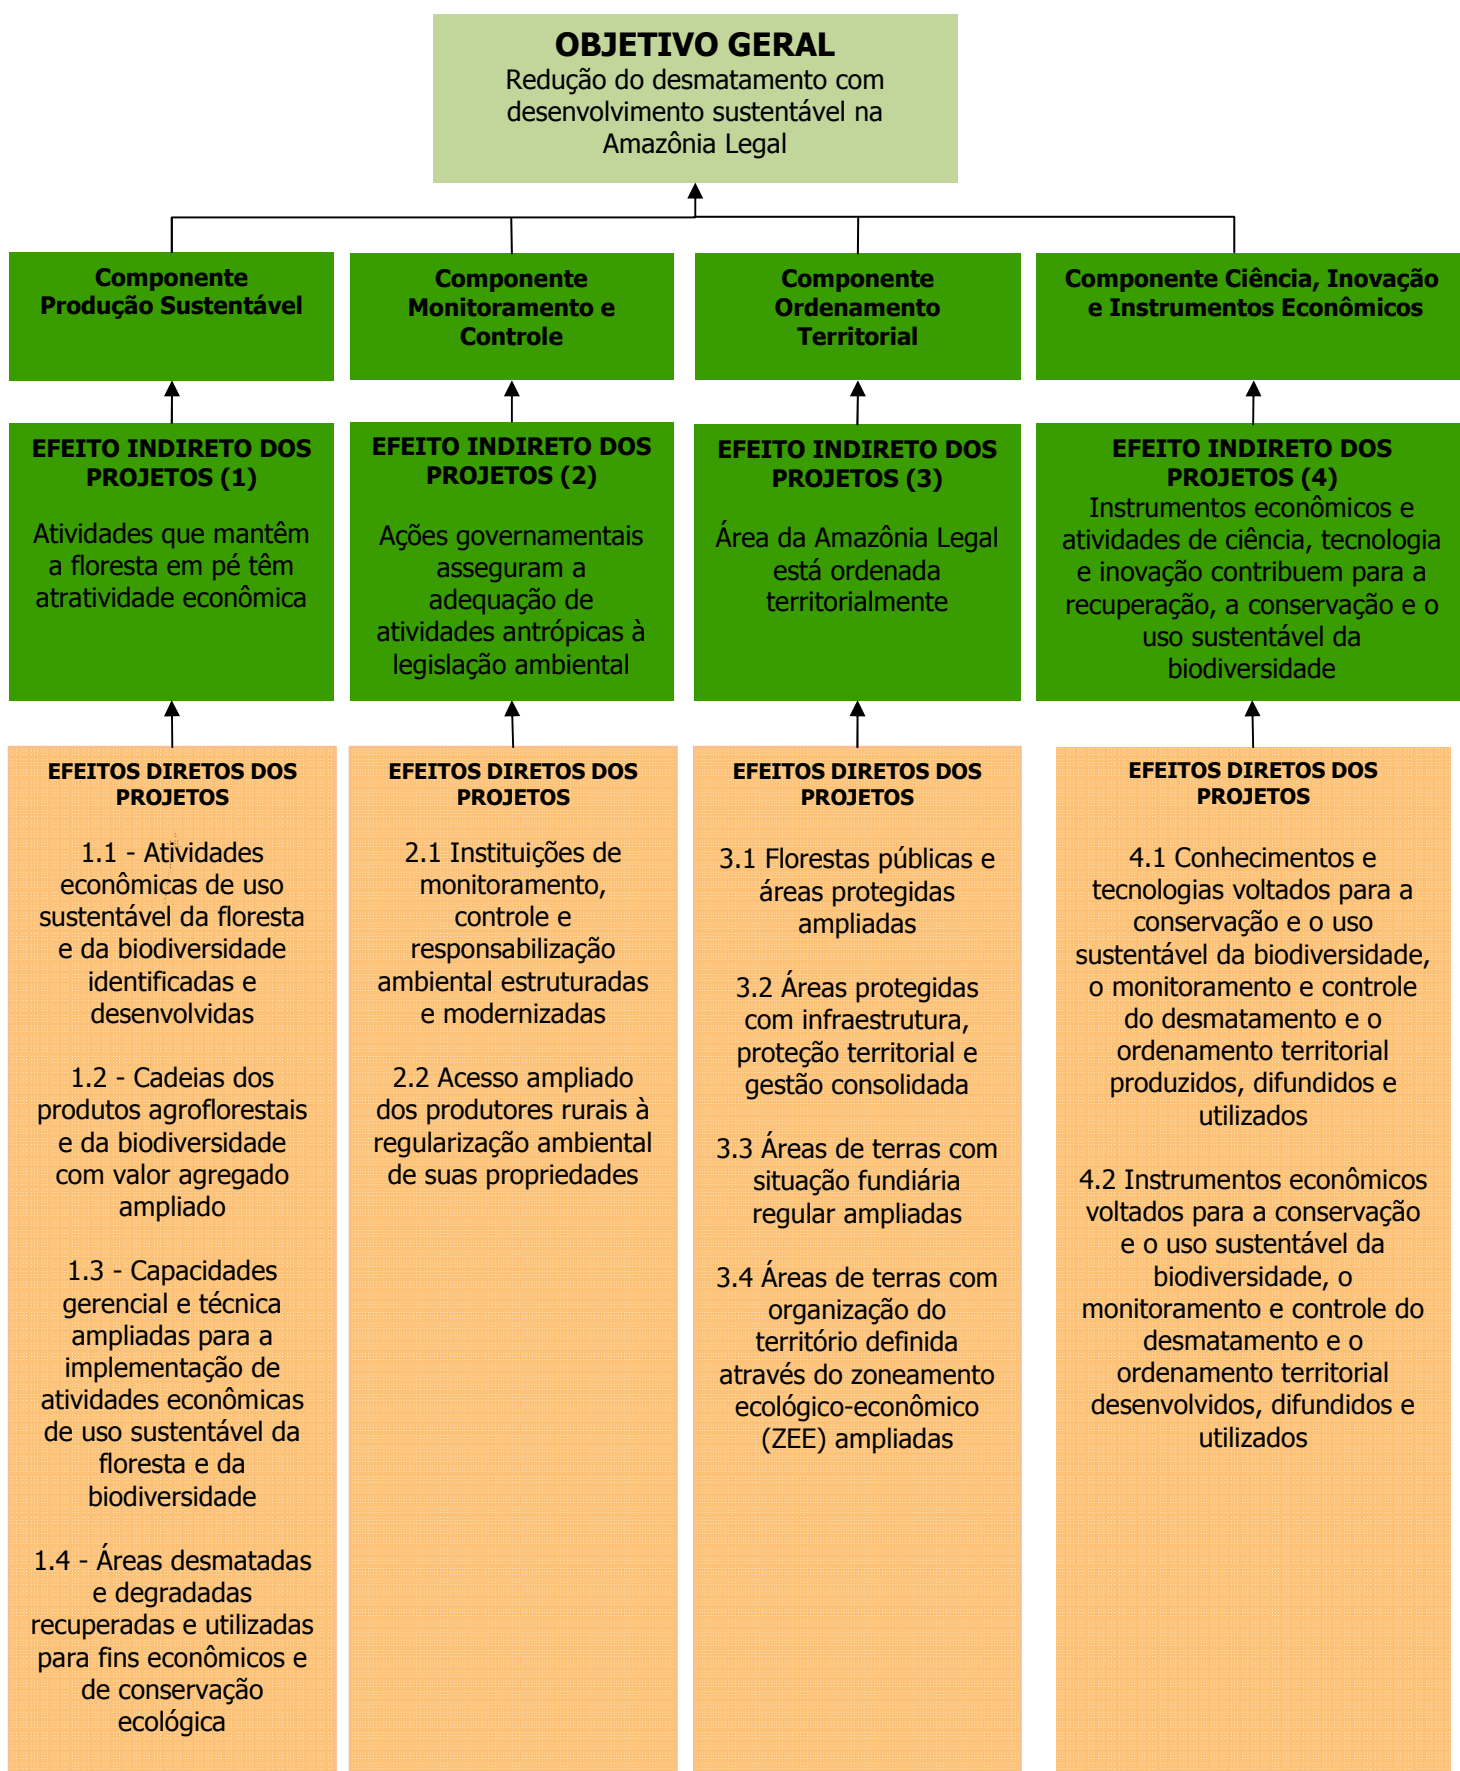 OBJETIVO GERAL
Redução do desmatamento com
desenvolvimento sustentável na
Amazônia Legal
Componente
Produção Sustentável
Componente
Monitoramento e
Controle
Componente
Ordenamento
Territorial
Componente Ciência, Inovação
e Instrumentos Econômicos
EFEITO INDIRETO DOS
PROJETOS (1)
Atividades que mantêm
a floresta em pé têm
atratividade econômica
EFEITO INDIRETO DOS
PROJETOS (2)
Ações governamentais
asseguram a
adequação de
atividades antrópicas à
legislação ambiental
EFEITO INDIRETO DOS
PROJETOS (3)
Área da Amazônia Legal
está ordenada
territorialmente
EFEITO INDIRETO DOS
PROJETOS (4)
Instrumentos econômicos e
atividades de ciência, tecnologia
e inovação contribuem para a
recuperação, a conservação e o
uso sustentável da
biodiversidade
EFEITOS DIRETOS DOS
PROJETOS
1.1 - Atividades
econômicas de uso
sustentável da floresta
e da biodiversidade
identificadas e
desenvolvidas
1.2 - Cadeias dos
produtos agroflorestais
e da biodiversidade
com valor agregado
ampliado
1.3 - Capacidades
gerencial e técnica
ampliadas para a
implementação de
atividades econômicas
de uso sustentável da
floresta e da
biodiversidade
1.4 - Áreas desmatadas
e degradadas
recuperadas e utilizadas
para fins econômicos e
de conservação
ecológica
EFEITOS DIRETOS DOS
PROJETOS
2.1 Instituições de
monitoramento,
controle e
responsabilização
ambiental estruturadas
e modernizadas
2.2 Acesso ampliado
dos produtores rurais à
regularização ambiental
de suas propriedades
EFEITOS DIRETOS DOS
PROJETOS
3.1 Florestas públicas e
áreas protegidas
ampliadas
3.2 Áreas protegidas
com infraestrutura,
proteção territorial e
gestão consolidada
3.3 Áreas de terras com
situação fundiária
regular ampliadas
3.4 Áreas de terras com
organização do
território definida
através do zoneamento
ecológico-econômico
(ZEE) ampliadas
EFEITOS DIRETOS DOS
PROJETOS
4.1 Conhecimentos e
tecnologias voltados para a
conservação e o uso
sustentável da biodiversidade,
o monitoramento e controle
do desmatamento e o
ordenamento territorial
produzidos, difundidos e
utilizados
4.2 Instrumentos econômicos
voltados para a conservação
e o uso sustentável da
biodiversidade, o
monitoramento e controle do
desmatamento e o
ordenamento territorial
desenvolvidos, difundidos e
utilizados